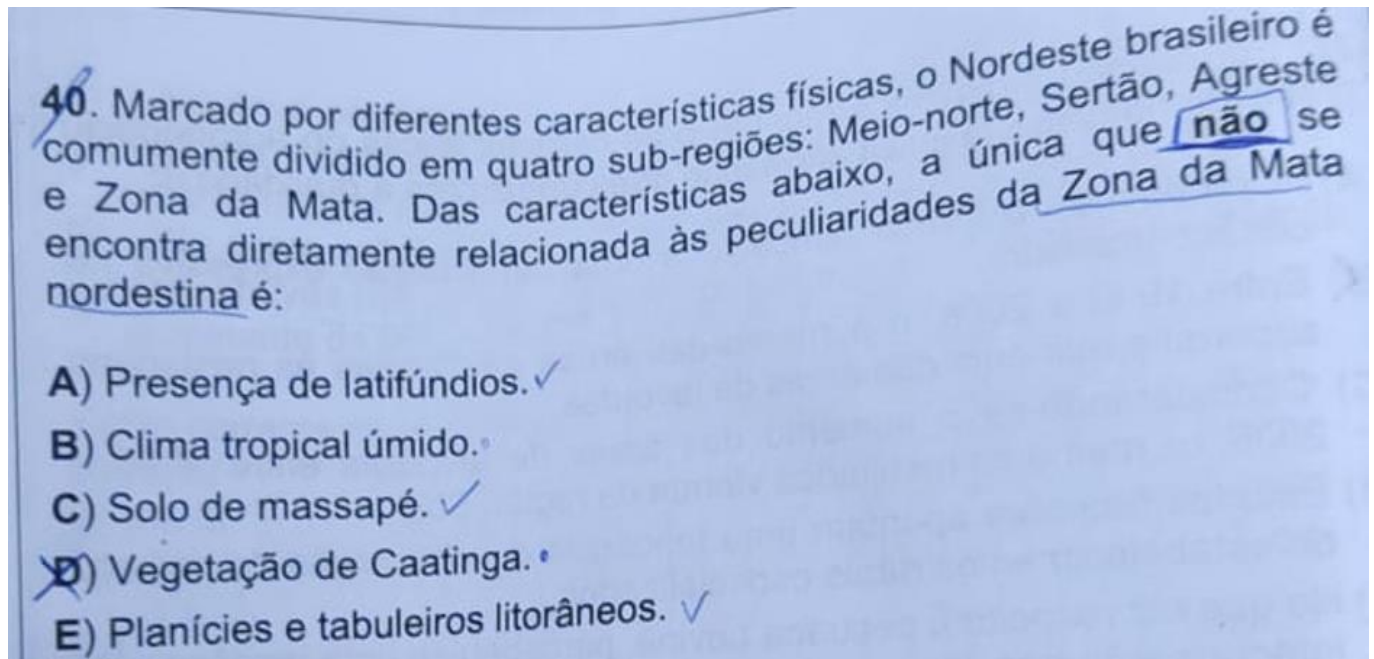 40. Marcado por diferentes características físicas, o Nordeste brasileiro é
comumente dividido em quatro sub-regiões: Meio-norte, Sertão, Agreste
e Zona da Mata. Das características abaixo, a única que não se
encontra diretamente relacionada às peculiaridades da Zona da Mata
nordestina é:
A) Presença de latifúndios.
B) Clima tropical úmido.
C) Solo de massapé.
D) Vegetação de Caatinga.
E) Planícies e tabuleiros litorâneos.